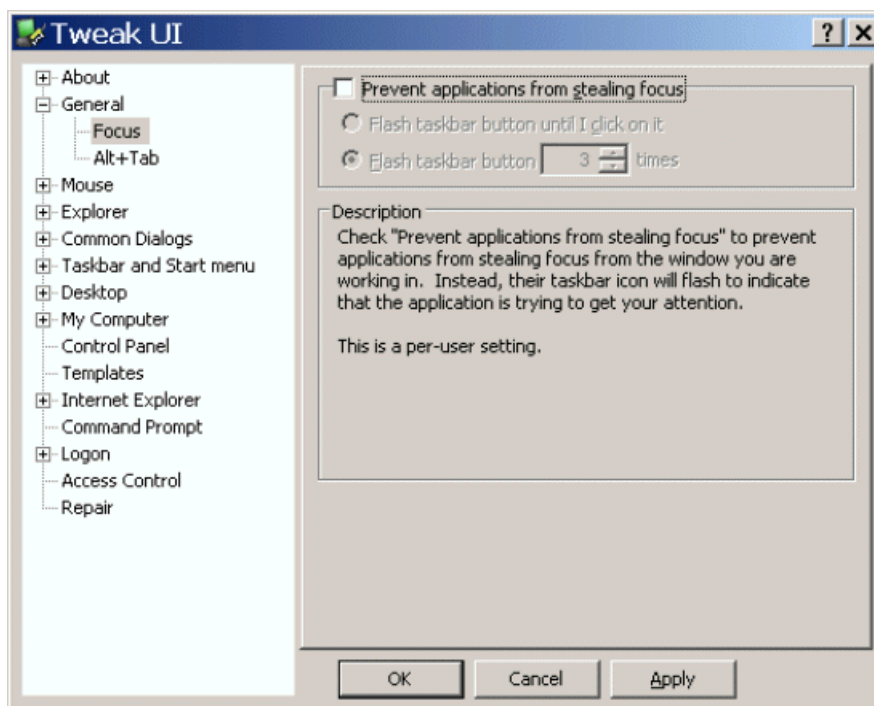 Tweak UI
About
General
Focus
Alt+Tab
Mouse
Explorer
Common Dialogs
Taskbar and Start menu
Desktop
My Computer
Control Panel
Templates
Internet Explorer
Command Prompt
Logon
Access Control
Repair
Prevent applications from stealing focus
Flash taskbar button until I click on it
Flash taskbar button 3 times
Description
Check "Prevent applications from stealing focus" to prevent
applications from stealing focus from the window you are
working in. Instead, their taskbar icon will flash to indicate
that the application is trying to get your attention.
This is a per-user setting.
OK
Cancel
Apply